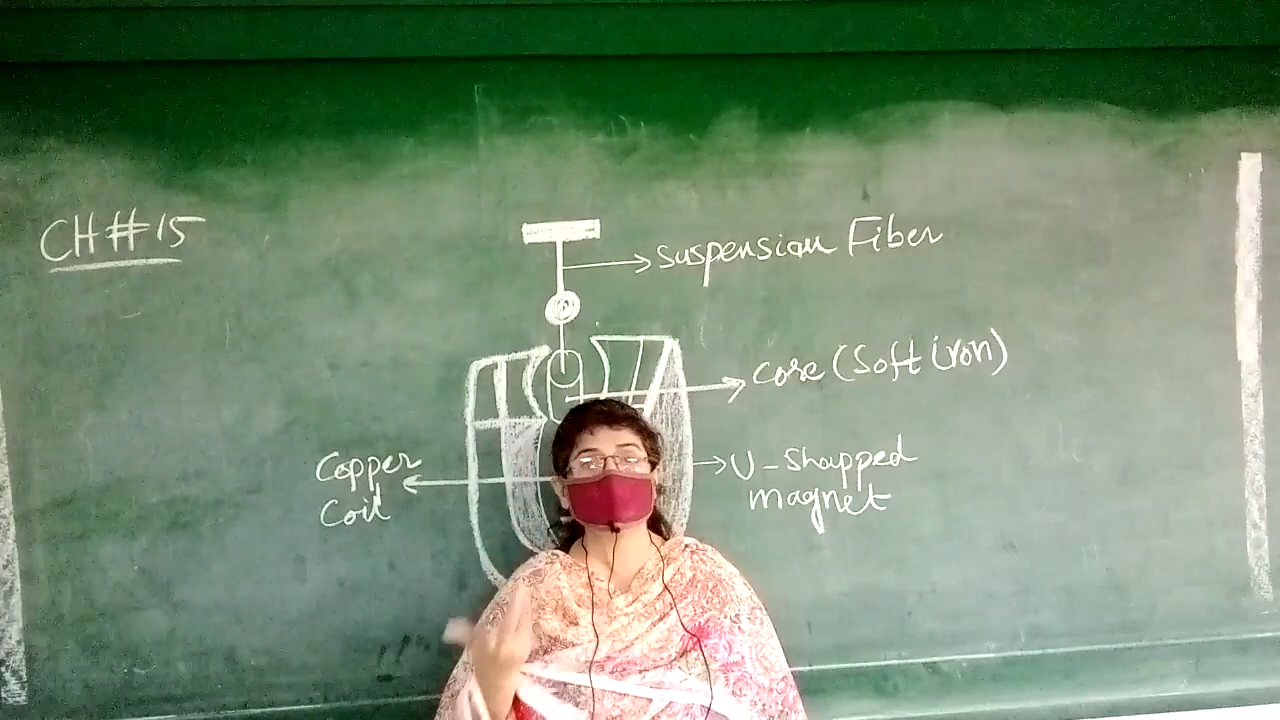 CH # 15
Suspension Fiber
Core (Soft iron)
Copper
Coil
U-Shapped
magnet